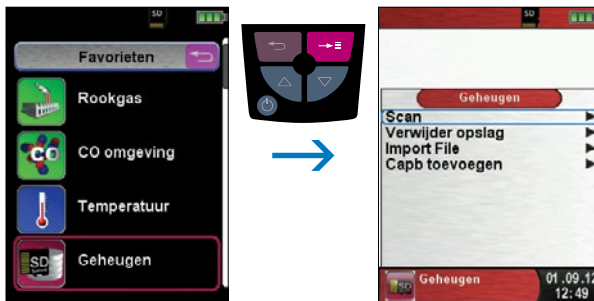 SD
Favorieten
Rookgas
CO
CO omgeving
Temperatuur
SD
Geheugen
SD
Geheugen
Scan
Verwijder opslag
Import File
Capb toevoegen
SD
Geheugen
01.09.12
12:49